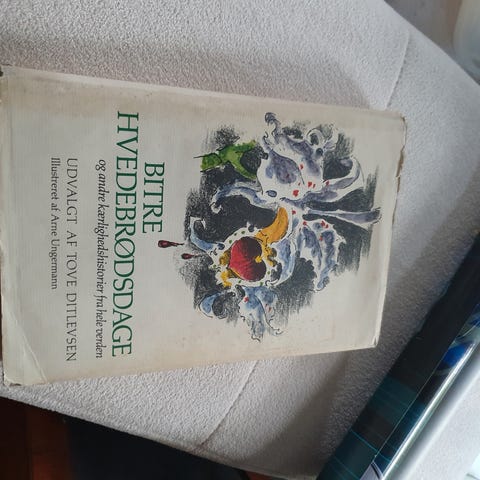 BITRE
HVEDEBRØDSDAGE
og andre kærlighedshistorier fra hele verden
UDVALGT AF TOVE DITLEVSEN
Illustreret af Arne Ungermann